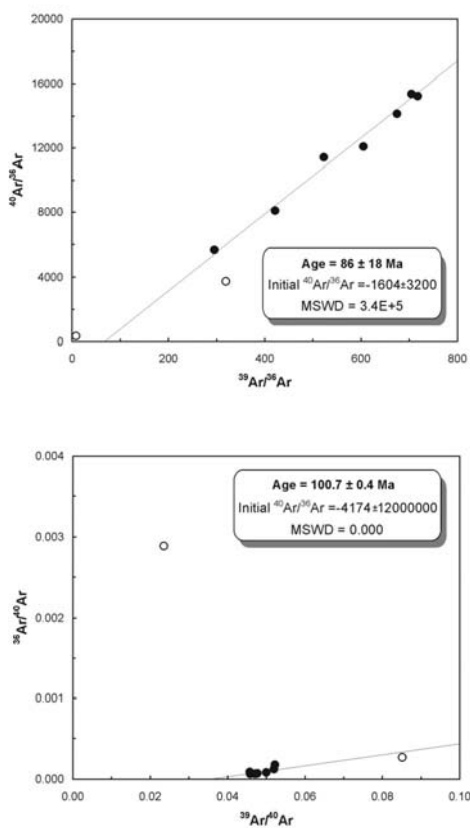 20000
16000
12000
8000
4000
0
⁴⁰Ar/³⁶Ar
Age = 86 ± 18 Ma
Initial ⁴⁰Ar/³⁶Ar =-1604±3200
MSWD = 3.4E+5
0 200 400 600 800
³⁹Ar/³⁶Ar
0.004
0.003
0.002
0.001
0.000
³⁶Ar/⁴⁰Ar
Age = 100.7 ± 0.4 Ma
Initial ⁴⁰Ar/³⁶Ar =-4174±12000000
MSWD = 0.000
0.00 0.02 0.04 0.06 0.08 0.10
³⁹Ar/⁴⁰Ar